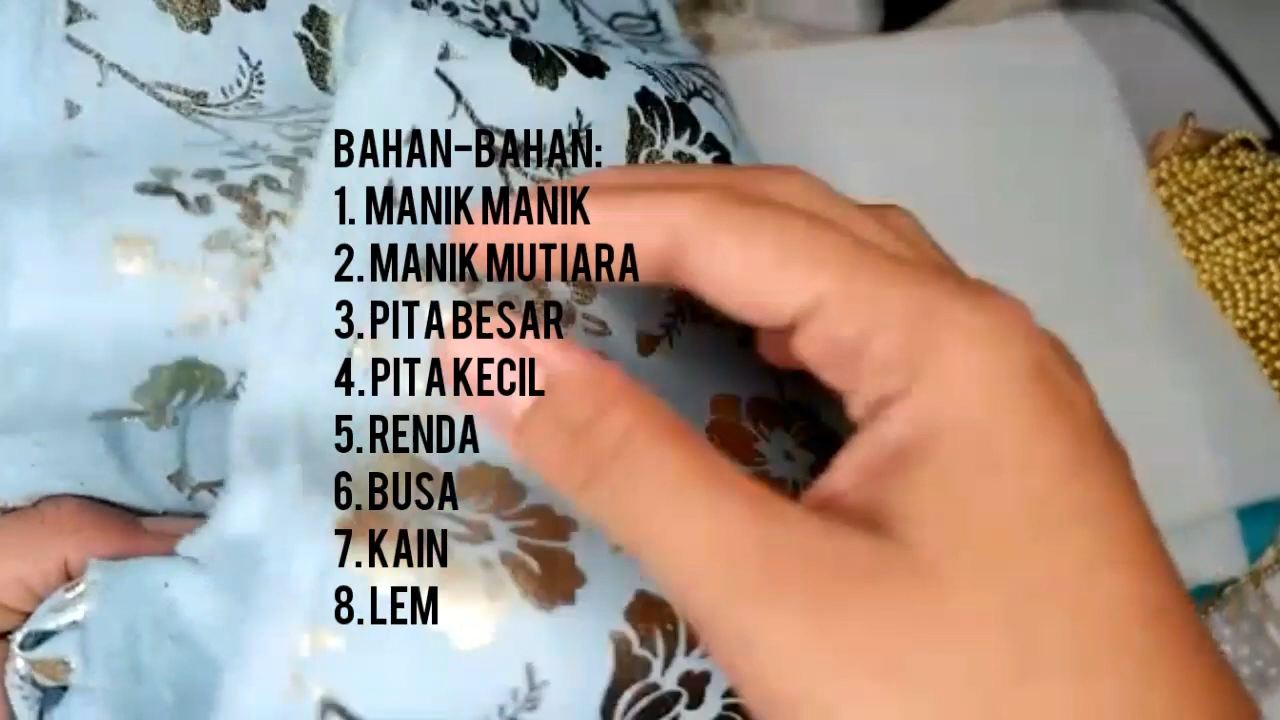 BAHAN-BAHAN:
1. MANIK MANIK
2. MANIK MUTIARA
3. PITA BESAR
4. PITA KECIL
5. RENDA
6. BUSA
7. KAIN
8. LEM